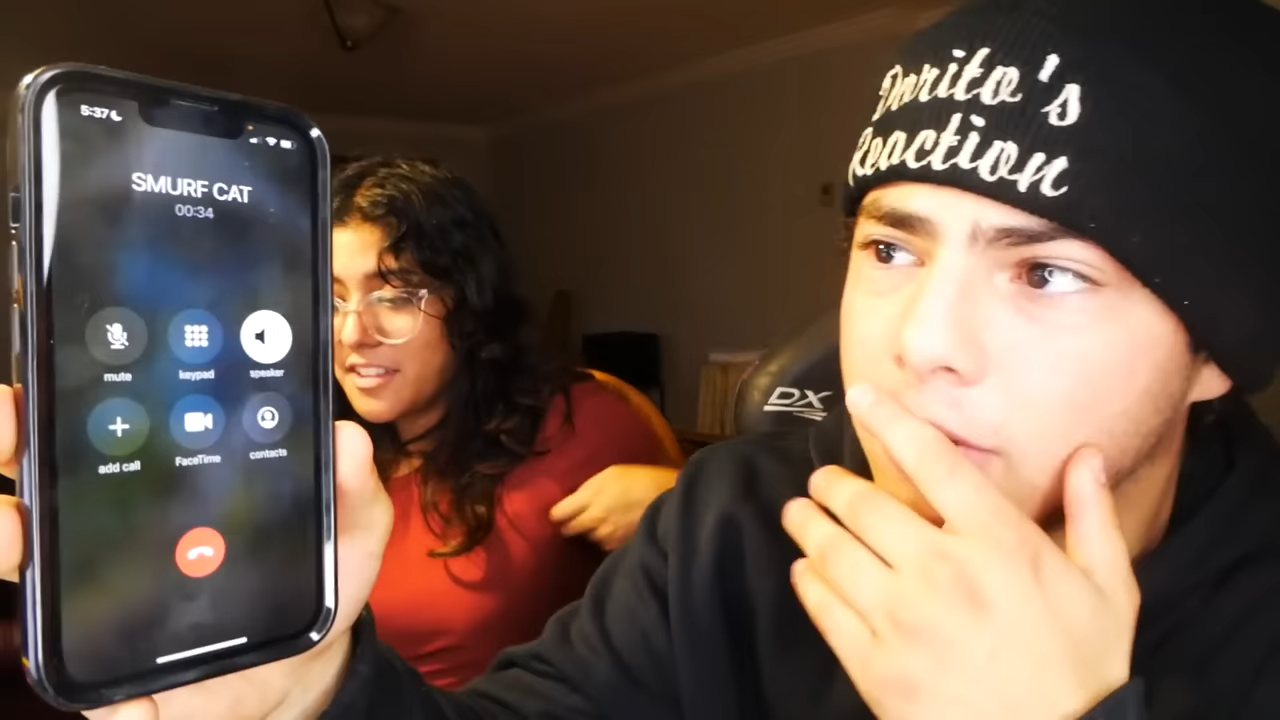 5:37
SMURF CAT
00:34
mute
keypad
speaker
add call
FaceTime
contacts
Dorito's
Reaction
DX